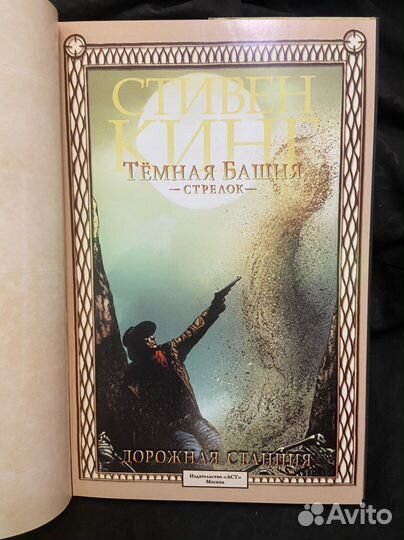 СТИВЕН
КИНГ
ТЁМНАЯ БАШНЯ
—СТРЕЛОК—
ДОРОЖНАЯ СТАНЦИЯ
Издательство «АСТ»
Москва
Avito